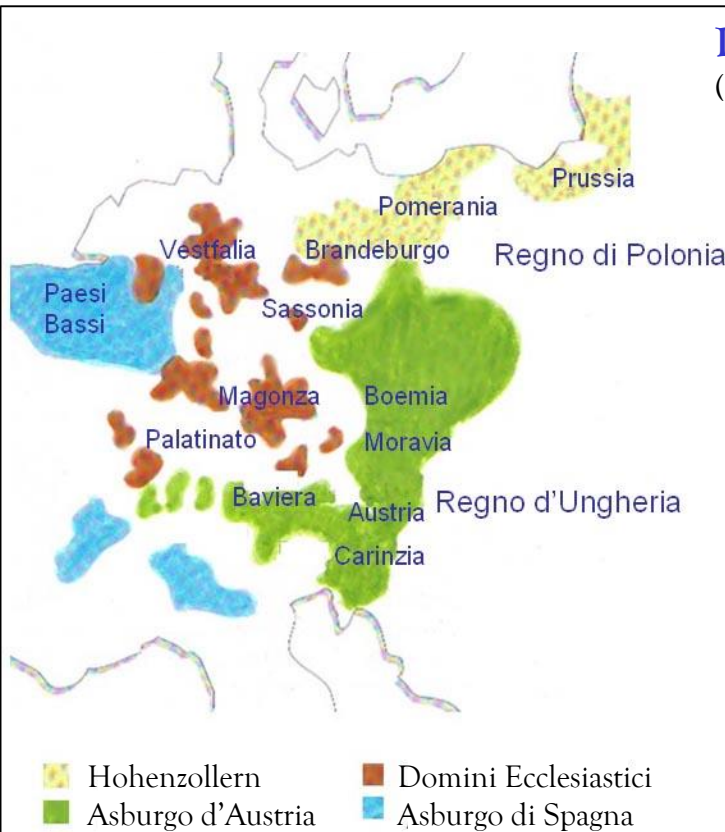 (
Prussia
Pomerania
Vestfalia
Brandeburgo
Regno di Polonia
Paesi
Bassi
Sassonia
Magonza
Boemia
Palatinato
Moravia
Baviera
Austria
Regno d'Ungheria
Carinzia
Hohenzollern
Domini Ecclesiastici
Asburgo d'Austria
Asburgo di Spagna